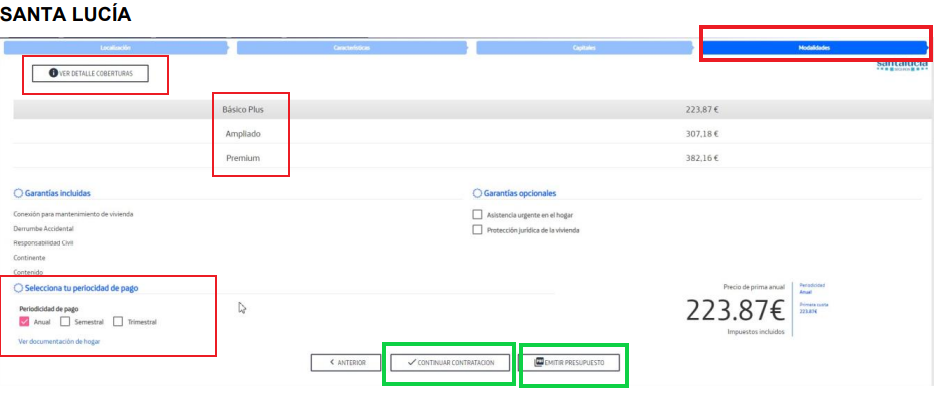 SANTA LUCÍA
Localización Características Capitales Modalidades
santalucía
SEGUROS
VER DETALLE COBERTURAS
Básico Plus 223,87 €
Ampliado 307,18 €
Premium 382,16 €
Garantías incluidas Garantías opcionales
Conexión para mantenimiento de vivienda Asistencia urgente en el hogar
Derrumbe Accidental Protección jurídica de la vivienda
Responsabilidad Civil
Continente
Contenido
Selecciona tu periocidad de pago
Periodicidad de pago
Anual Semestral Trimestral
Ver documentación de hogar
Precio de prima anual
223.87€
Impuestos incluidos
Periodicidad
Anual
Primera cuota
223.87€
ANTERIOR CONTINUAR CONTRATACION EMITIR PRESUPUESTO